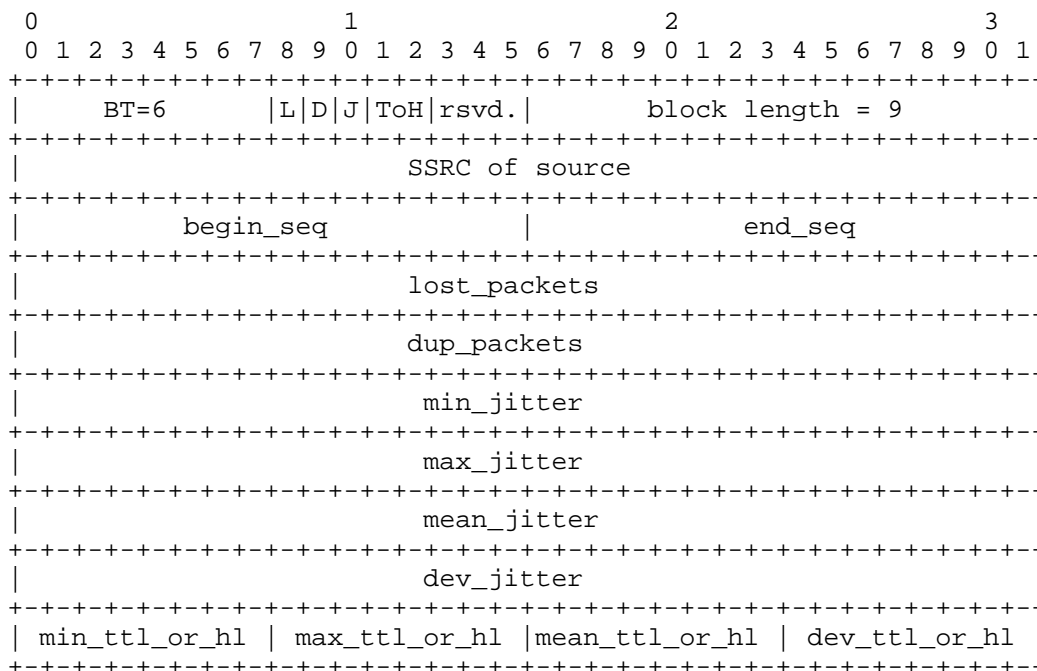 0                   1                   2                   3
 0 1 2 3 4 5 6 7 8 9 0 1 2 3 4 5 6 7 8 9 0 1 2 3 4 5 6 7 8 9 0 1
+-+-+-+-+-+-+-+-+-+-+-+-+-+-+-+-+-+-+-+-+-+-+-+-+-+-+-+-+-+-+-+--
|     BT=6      |L|D|J|ToH|rsvd.|       block length = 9
+-+-+-+-+-+-+-+-+-+-+-+-+-+-+-+-+-+-+-+-+-+-+-+-+-+-+-+-+-+-+-+--
|                        SSRC of source
+-+-+-+-+-+-+-+-+-+-+-+-+-+-+-+-+-+-+-+-+-+-+-+-+-+-+-+-+-+-+-+--
|          begin_seq            |             end_seq
+-+-+-+-+-+-+-+-+-+-+-+-+-+-+-+-+-+-+-+-+-+-+-+-+-+-+-+-+-+-+-+--
|                        lost_packets
+-+-+-+-+-+-+-+-+-+-+-+-+-+-+-+-+-+-+-+-+-+-+-+-+-+-+-+-+-+-+-+--
|                        dup_packets
+-+-+-+-+-+-+-+-+-+-+-+-+-+-+-+-+-+-+-+-+-+-+-+-+-+-+-+-+-+-+-+--
|                         min_jitter
+-+-+-+-+-+-+-+-+-+-+-+-+-+-+-+-+-+-+-+-+-+-+-+-+-+-+-+-+-+-+-+--
|                         max_jitter
+-+-+-+-+-+-+-+-+-+-+-+-+-+-+-+-+-+-+-+-+-+-+-+-+-+-+-+-+-+-+-+--
|                         mean_jitter
+-+-+-+-+-+-+-+-+-+-+-+-+-+-+-+-+-+-+-+-+-+-+-+-+-+-+-+-+-+-+-+--
|                         dev_jitter
+-+-+-+-+-+-+-+-+-+-+-+-+-+-+-+-+-+-+-+-+-+-+-+-+-+-+-+-+-+-+-+--
| min_ttl_or_hl | max_ttl_or_hl |mean_ttl_or_hl | dev_ttl_or_hl
+-+-+-+-+-+-+-+-+-+-+-+-+-+-+-+-+-+-+-+-+-+-+-+-+-+-+-+-+-+-+-+--